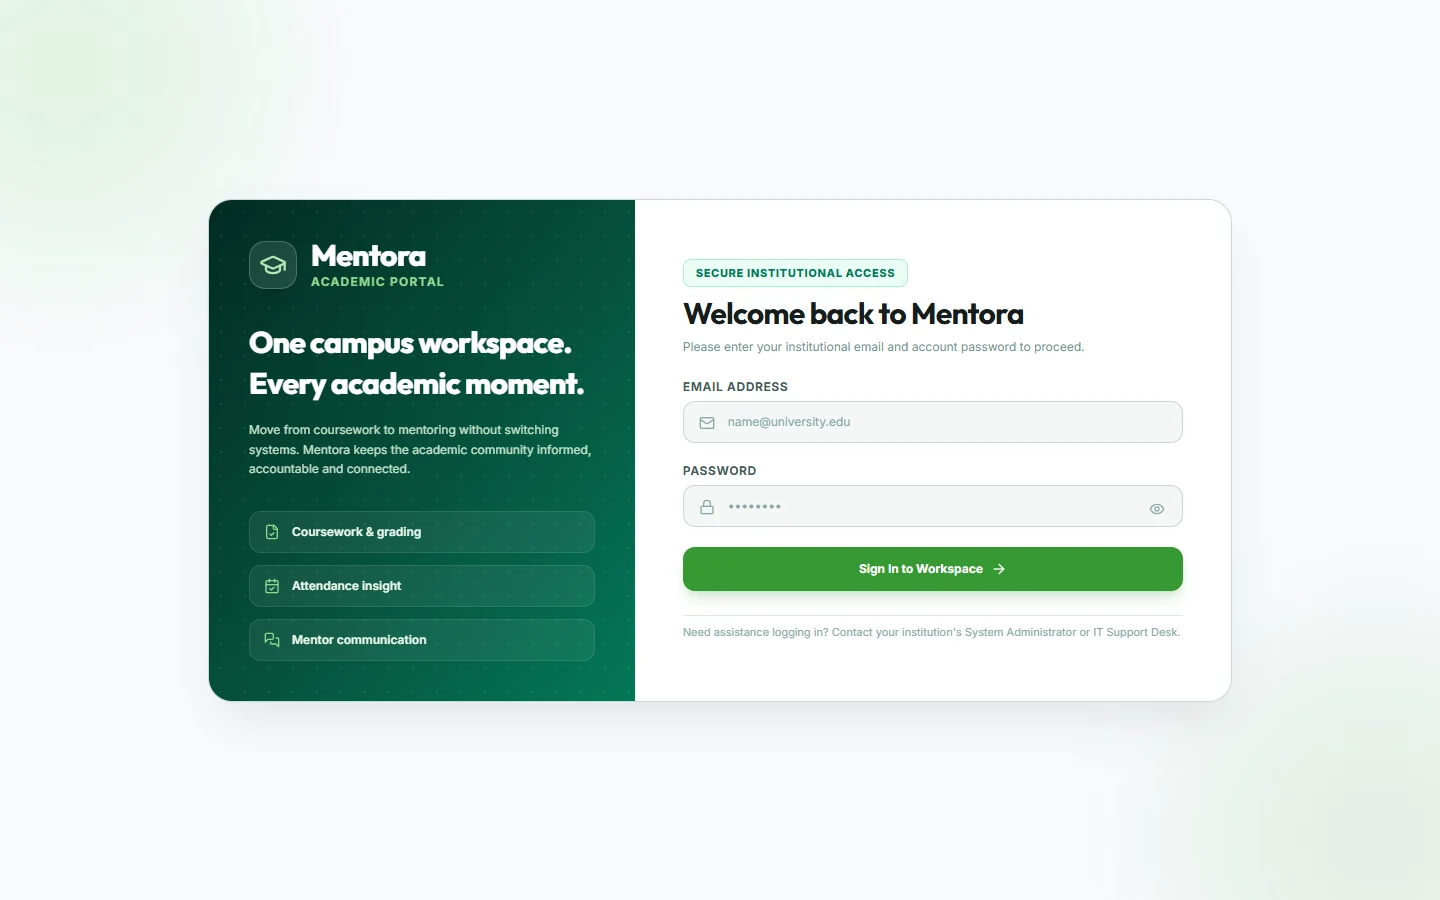 Mentora
ACADEMIC PORTAL
One campus workspace.
Every academic moment.
Move from coursework to mentoring without switching
systems. Mentora keeps the academic community informed,
accountable and connected.
Coursework & grading
Attendance insight
Mentor communication
SECURE INSTITUTIONAL ACCESS
Welcome back to Mentora
Please enter your institutional email and account password to proceed.
EMAIL ADDRESS
name@university.edu
PASSWORD
••••••••
Sign In to Workspace
Need assistance logging in? Contact your institution's System Administrator or IT Support Desk.